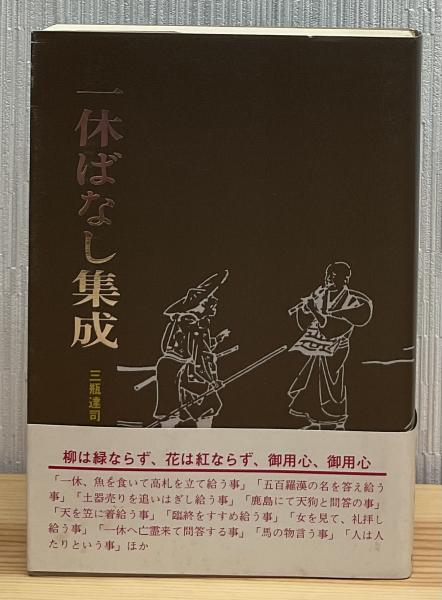 一休ばなし集成
三瓶達司
柳は緑ならず、花は紅ならず、御用心、御用心
「一休、魚を食いて高札を立て給う事」「五百羅漢の名を答え給う
事」「土器売りを追いはぎし給う事」「鹿島にて天狗と問答の事」
「天を笠に着給う事」「臨終をすすめ給う事」「女を見て、礼拝し
給う事」「一休へ亡霊来て問答する事」「馬の物言う事」「人は人
たりという事」ほか